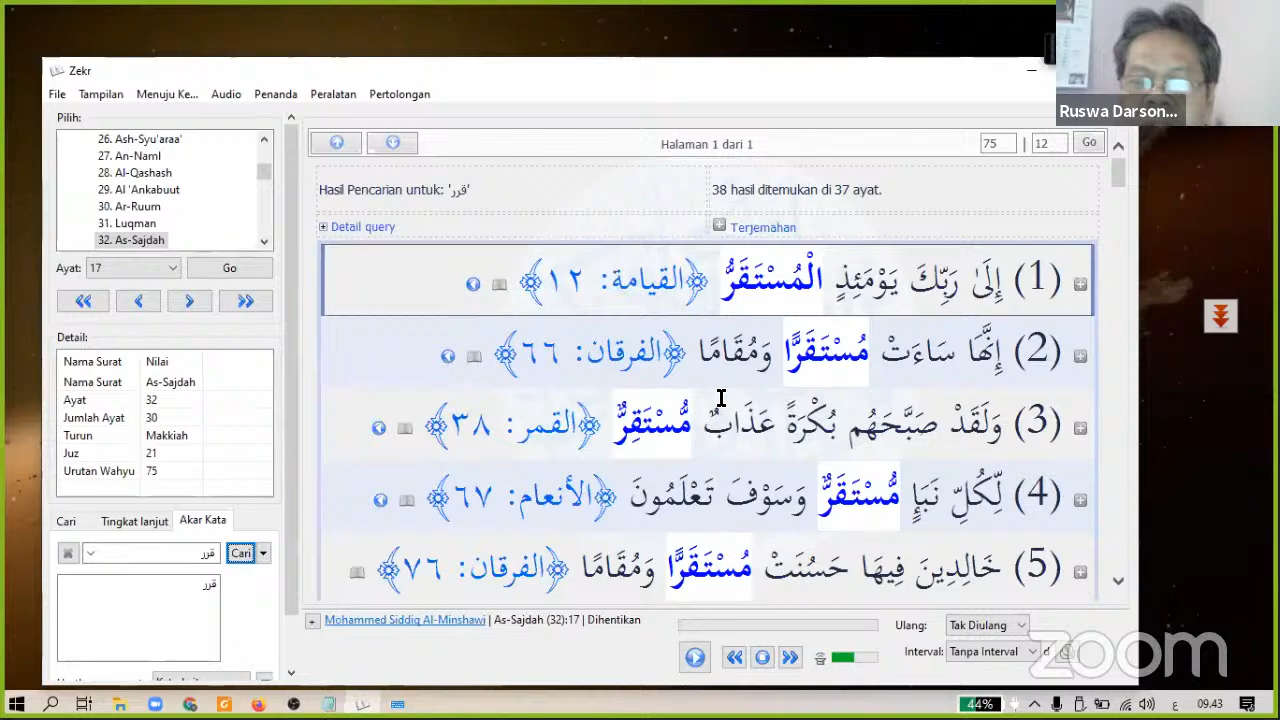 Zekr
File Tampilan Menuju Ke... Audio Penanda Peralatan Pertolongan
Ruswa Darson...
Pilih:
26. Ash-Syu'araa'
27. An-Naml
28. Al-Qashash
29. Al 'Ankabuut
30. Ar-Ruum
31. Luqman
32. As-Sajdah
Ayat: 17 Go
Detail:
Nama Surat Nilai
Nama Surat As-Sajdah
Ayat 32
Jumlah Ayat 30
Turun Makkiah
Juz 21
Urutan Wahyu 75
Cari Tingkat lanjut Akar Kata
قرر Cari
قرر
Halaman 1 dari 1
75 | 12 Go
Hasil Pencarian untuk: 'قرر'
38 hasil ditemukan di 37 ayat.
Detail query
Terjemahan
(1) إِلَىٰ رَبِّكَ يَوْمَئِذٍ الْمُسْتَقَرُّ ﴿القيامة: ١٢﴾
(2) إِنَّهَا سَاءَتْ مُسْتَقَرًّا وَمُقَامًا ﴿الفرقان: ٦٦﴾
(3) وَلَقَدْ صَبَّحَهُم بُكْرَةً عَذَابٌ مُّسْتَقِرٌّ ﴿القمر: ٣٨﴾
(4) لِّكُلِّ نَبَإٍ مُّسْتَقَرٌّ وَسَوْفَ تَعْلَمُونَ ﴿الأنعام: ٦٧﴾
(5) خَالِدِينَ فِيهَا حَسُنَتْ مُسْتَقَرًّا وَمُقَامًا ﴿الفرقان: ٧٦﴾
Mohammed Siddiq Al-Minshawi | As-Sajdah (32):17 | Dihentikan
Ulang: Tak Diulang
Interval: Tanpa Interval
zoom
44%
09.43